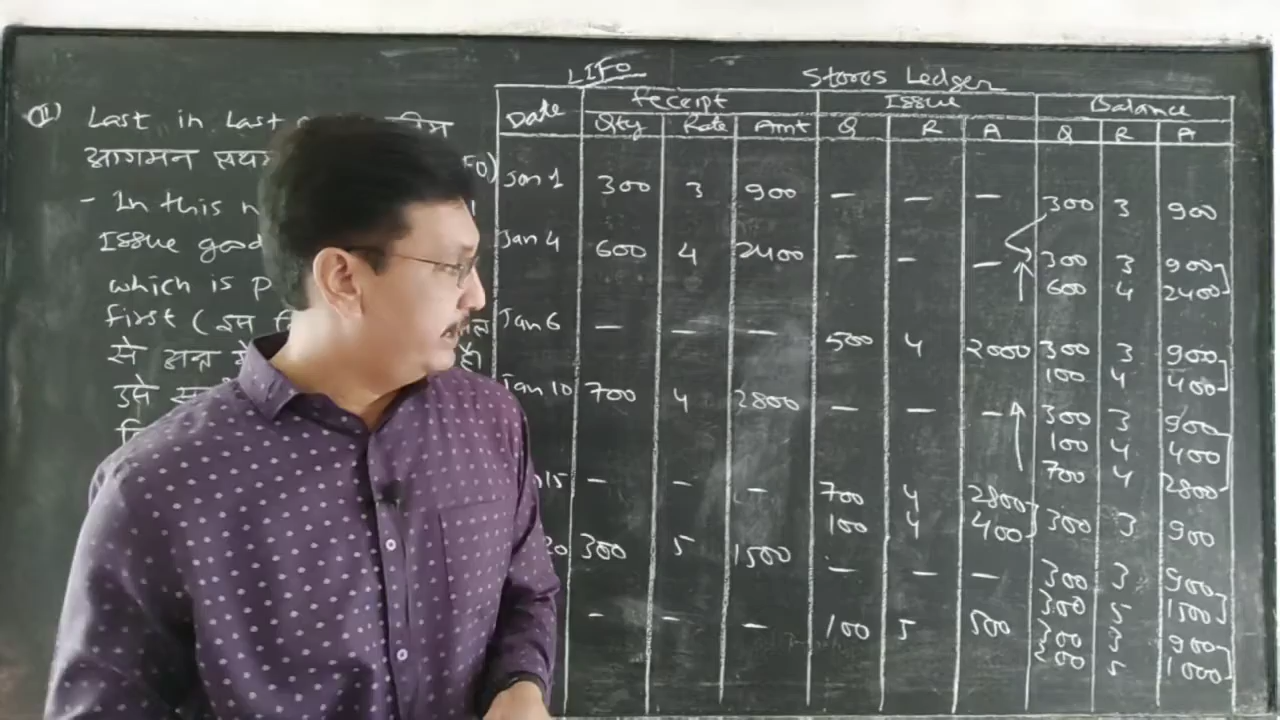 LIFO Stores Ledger
Date Receipt Issue Balance
Qty Rate Amt Q R A Q R A
Jan 1 300 3 900 — — — 300 3 900
Jan 4 600 4 2400 — — — 300 3 900
600 4 2400
Jan 6 — — — 500 4 2000 300 3 900
100 4 400
Jan 10 700 4 2800 — — — 300 3 900
100 4 400
700 4 2800
15 — — — 700 4 2800 300 3 900
100 4 400
20 300 5 1500 — — — 300 3 900
300 5 1500
— — — 100 5 500 300 3 900
200 5 1000
Last in Last
आगमन
- In this
Issue
which is
First (इस
से
उसे